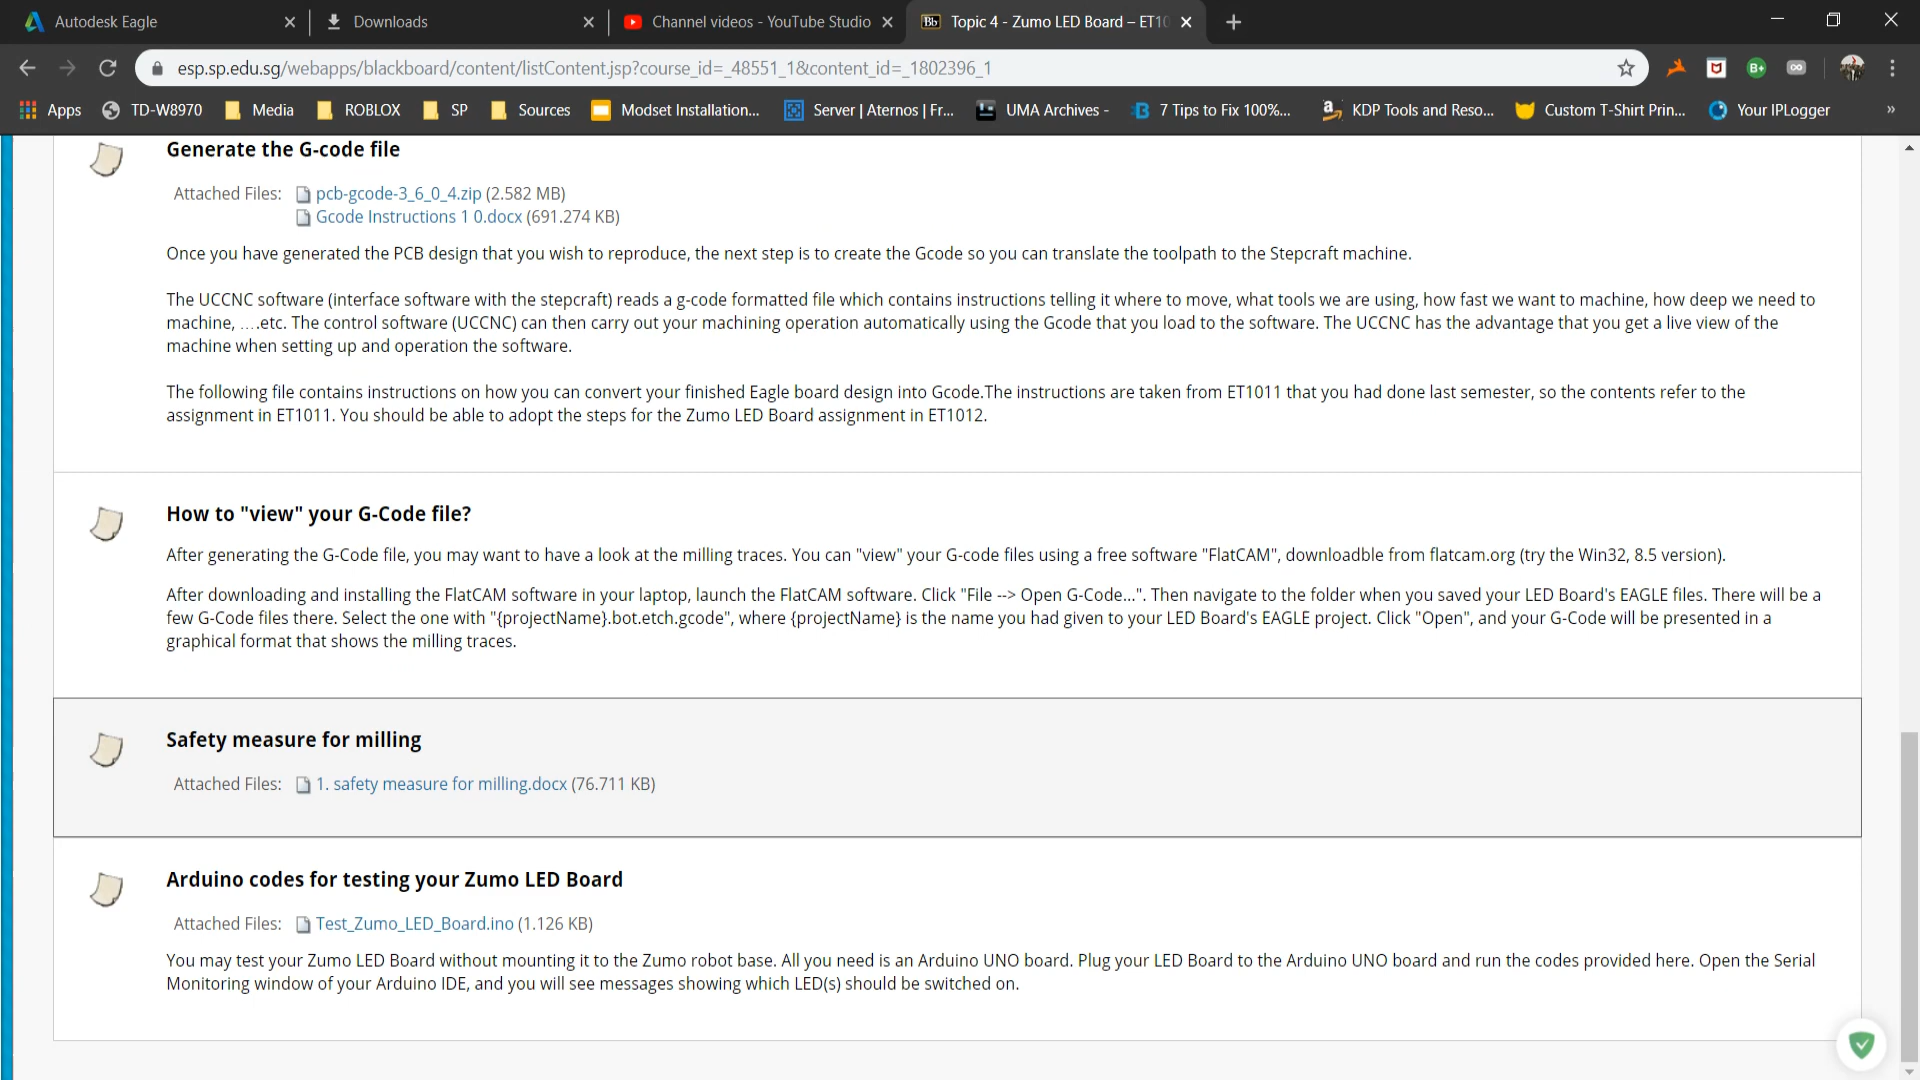 Autodesk Eagle
Downloads
Channel videos - YouTube Studio
Bb Topic 4 - Zumo LED Board – ET10
esp.sp.edu.sg/webapps/blackboard/content/listContent.jsp?course_id=_48551_1&content_id=_1802396_1
Apps TD-W8970 Media ROBLOX SP Sources Modset Installation... Server | Aternos | Fr... UMA Archives - 7 Tips to Fix 100%... KDP Tools and Reso... Custom T-Shirt Prin... Your IPLogger »
Generate the G-code file
Attached Files: pcb-gcode-3_6_0_4.zip (2.582 MB)
Gcode Instructions 1 0.docx (691.274 KB)
Once you have generated the PCB design that you wish to reproduce, the next step is to create the Gcode so you can translate the toolpath to the Stepcraft machine.
The UCCNC software (interface software with the stepcraft) reads a g-code formatted file which contains instructions telling it where to move, what tools we are using, how fast we want to machine, how deep we need to
machine, ….etc. The control software (UCCNC) can then carry out your machining operation automatically using the Gcode that you load to the software. The UCCNC has the advantage that you get a live view of the
machine when setting up and operation the software.
The following file contains instructions on how you can convert your finished Eagle board design into Gcode.The instructions are taken from ET1011 that you had done last semester, so the contents refer to the
assignment in ET1011. You should be able to adopt the steps for the Zumo LED Board assignment in ET1012.
How to "view" your G-Code file?
After generating the G-Code file, you may want to have a look at the milling traces. You can "view" your G-code files using a free software "FlatCAM", downloadble from flatcam.org (try the Win32, 8.5 version).
After downloading and installing the FlatCAM software in your laptop, launch the FlatCAM software. Click "File --> Open G-Code...". Then navigate to the folder when you saved your LED Board's EAGLE files. There will be a
few G-Code files there. Select the one with "{projectName}.bot.etch.gcode", where {projectName} is the name you had given to your LED Board's EAGLE project. Click "Open", and your G-Code will be presented in a
graphical format that shows the milling traces.
Safety measure for milling
Attached Files: 1. safety measure for milling.docx (76.711 KB)
Arduino codes for testing your Zumo LED Board
Attached Files: Test_Zumo_LED_Board.ino (1.126 KB)
You may test your Zumo LED Board without mounting it to the Zumo robot base. All you need is an Arduino UNO board. Plug your LED Board to the Arduino UNO board and run the codes provided here. Open the Serial
Monitoring window of your Arduino IDE, and you will see messages showing which LED(s) should be switched on.